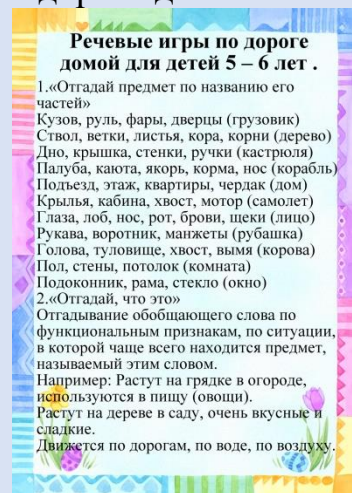 Речевые игры по дороге
домой для детей 5 – 6 лет .
1.«Отгадай предмет по названию его
частей»
Кузов, руль, фары, дверцы (грузовик)
Ствол, ветки, листья, кора, корни (дерево)
Дно, крышка, стенки, ручки (кастрюля)
Палуба, каюта, якорь, корма, нос (корабль)
Подъезд, этаж, квартиры, чердак (дом)
Крылья, кабина, хвост, мотор (самолет)
Глаза, лоб, нос, рот, брови, щеки (лицо)
Рукава, воротник, манжеты (рубашка)
Голова, туловище, хвост, вымя (корова)
Пол, стены, потолок (комната)
Подоконник, рама, стекло (окно)
2.«Отгадай, что это»
Отгадывание обобщающего слова по
функциональным признакам, по ситуации,
в которой чаще всего находится предмет,
называемый этим словом.
Например: Растут на грядке в огороде,
используются в пищу (овощи).
Растут на дереве в саду, очень вкусные и
сладкие.
Движется по дорогам, по воде, по воздуху.